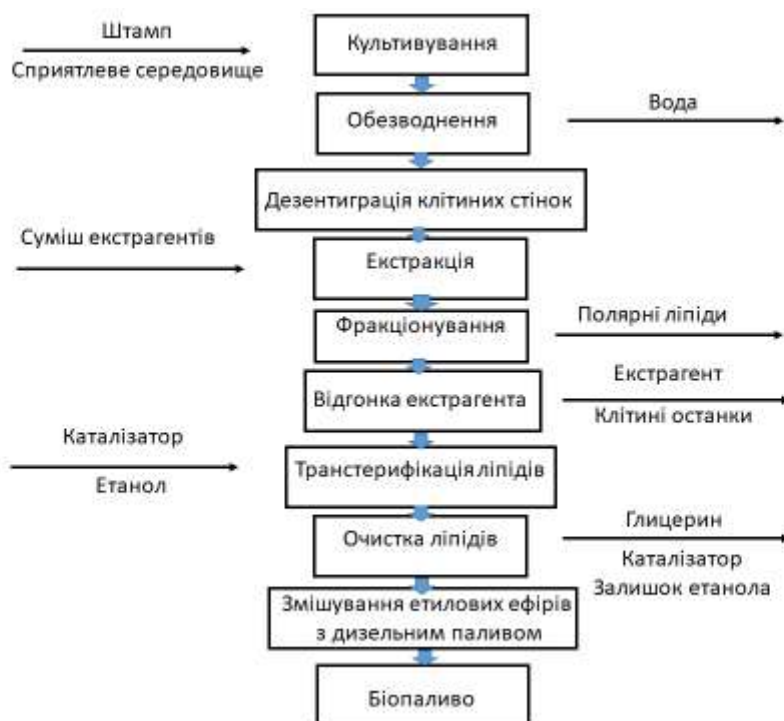 Штамп
Сприятлеве середовище
Культивування
Обезводнення
Вода
Дезентиграція клітиних стінок
Суміш екстрагентів
Екстракція
Фракціонування
Полярні ліпіди
Відгонка екстрагента
Екстрагент
Клітині останки
Каталізатор
Етанол
Транстерифікація ліпідів
Очистка ліпідів
Глицерин
Каталізатор
Залишок етанола
Змішування етилових ефірів
з дизельним паливом
Біопаливо